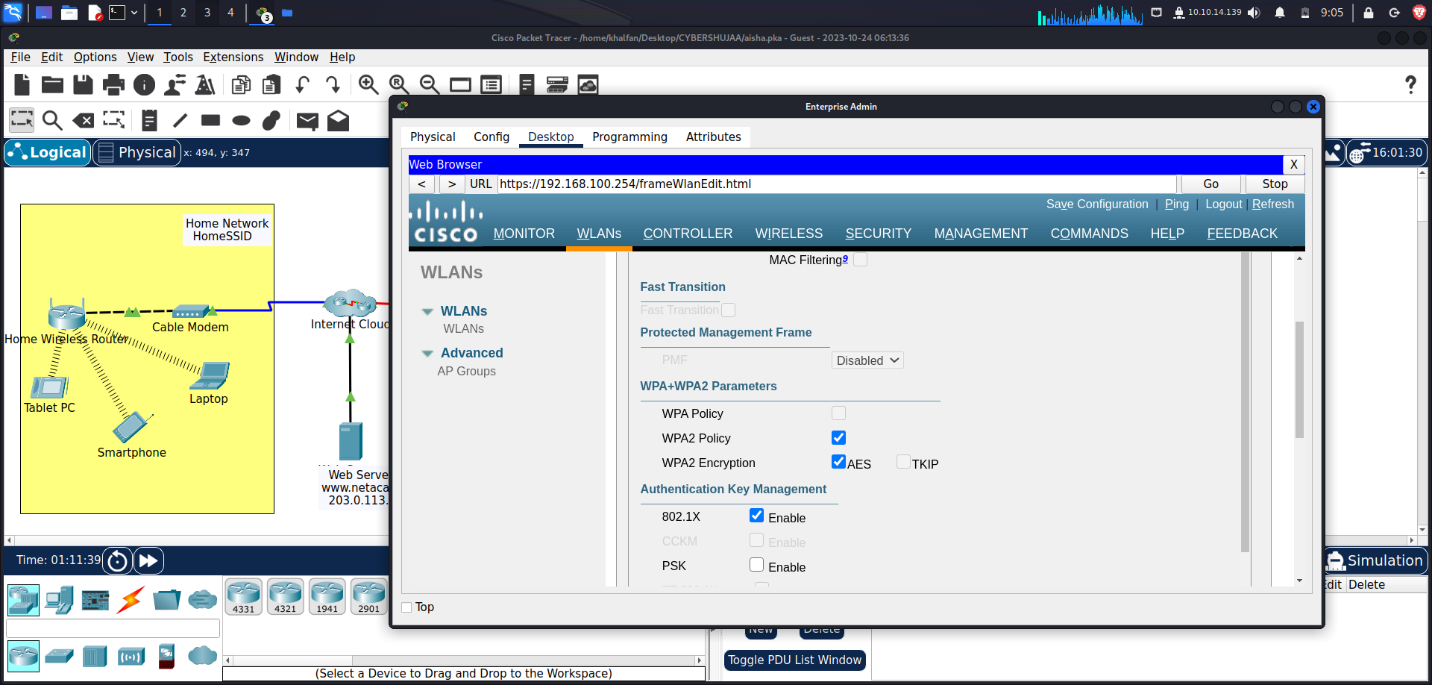 1 2 3 4 3 10.10.14.139 9:05
Cisco Packet Tracer - /home/khalfan/Desktop/CYBERSHUJAA/aisha.pka - Guest - 2023-10-24 06:13:36
File Edit Options View Tools Extensions Window Help
?
Enterprise Admin
Physical Config Desktop Programming Attributes
Logical Physical x: 494, y: 347
16:01:30
Web Browser X
< > URL https://192.168.100.254/frameWlanEdit.html Go Stop
Save Configuration | Ping | Logout | Refresh
CISCO MONITOR WLANs CONTROLLER WIRELESS SECURITY MANAGEMENT COMMANDS HELP FEEDBACK
WLANs
WLANs
WLANs
Advanced
AP Groups
MAC Filtering9
Fast Transition
Fast Transition
Protected Management Frame
PMF Disabled
WPA+WPA2 Parameters
WPA Policy
WPA2 Policy
WPA2 Encryption AES TKIP
Authentication Key Management
802.1X Enable
CCKM Enable
PSK Enable
Top
Home Network
HomeSSID
Cable Modem
Internet Clou
Home Wireless Router
Tablet PC
Laptop
Smartphone
Web Serve
www.netaca
203.0.113.
Time: 01:11:39
Simulation
dit Delete
4331 4321 1941 2901
New Delete
Toggle PDU List Window
(Select a Device to Drag and Drop to the Workspace)